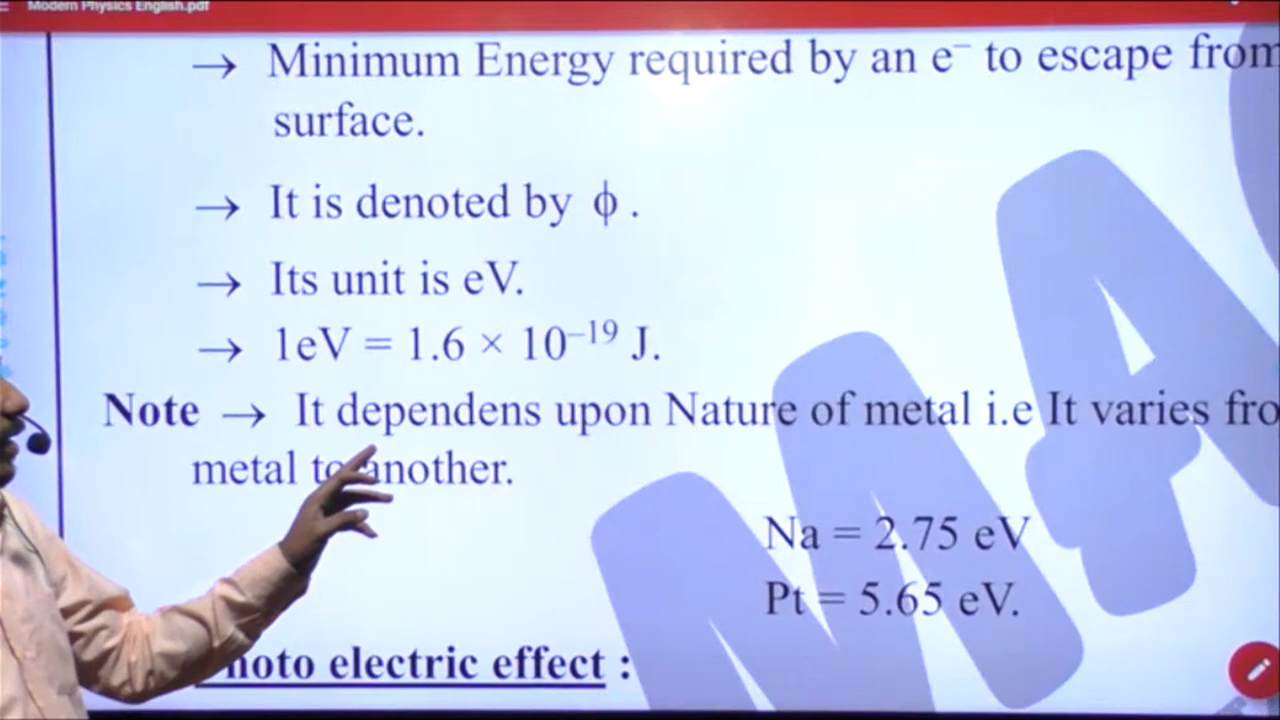 Modern Physics English.pdf
→ Minimum Energy required by an e⁻ to escape from
surface.
→ It is denoted by ϕ .
→ Its unit is eV.
→ 1eV = 1.6 × 10⁻¹⁹ J.
Note → It dependens upon Nature of metal i.e It varies fro
metal to another.
Na = 2.75 eV
Pt = 5.65 eV.
hoto electric effect :